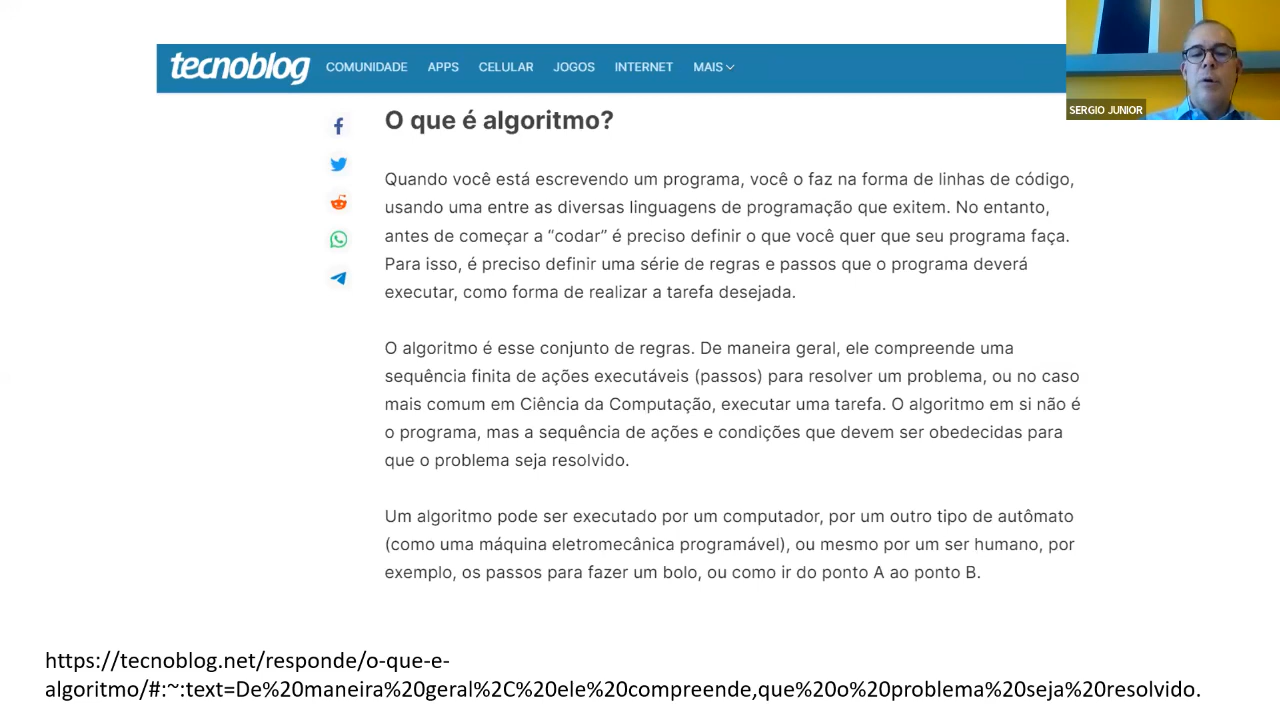 tecnoblog COMUNIDADE APPS CELULAR JOGOS INTERNET MAIS
SERGIO JUNIOR
O que é algoritmo?
Quando você está escrevendo um programa, você o faz na forma de linhas de código,
usando uma entre as diversas linguagens de programação que exitem. No entanto,
antes de começar a “codar” é preciso definir o que você quer que seu programa faça.
Para isso, é preciso definir uma série de regras e passos que o programa deverá
executar, como forma de realizar a tarefa desejada.
O algoritmo é esse conjunto de regras. De maneira geral, ele compreende uma
sequência finita de ações executáveis (passos) para resolver um problema, ou no caso
mais comum em Ciência da Computação, executar uma tarefa. O algoritmo em si não é
o programa, mas a sequência de ações e condições que devem ser obedecidas para
que o problema seja resolvido.
Um algoritmo pode ser executado por um computador, por um outro tipo de autômato
(como uma máquina eletromecânica programável), ou mesmo por um ser humano, por
exemplo, os passos para fazer um bolo, ou como ir do ponto A ao ponto B.
https://tecnoblog.net/responde/o-que-e-
algoritmo/#:~:text=De%20maneira%20geral%2C%20ele%20compreende,que%20o%20problema%20seja%20resolvido.